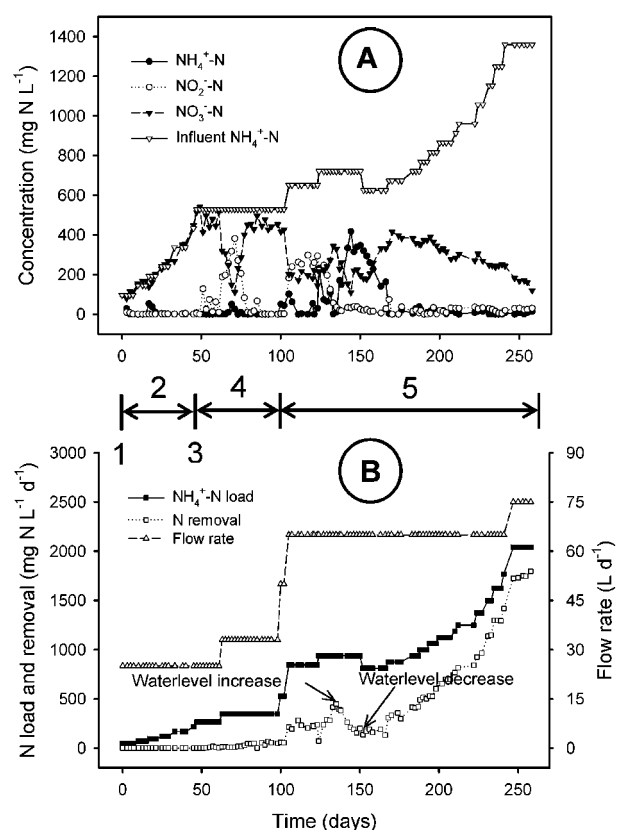 A
1400
1200
1000
800
600
400
200
0
Concentration (mg N L⁻¹)
NH₄⁺-N
NO₂⁻-N
NO₃⁻-N
Influent NH₄⁺-N
0 50 100 150 200 250
2 4 5
1 3
B
3000
2500
2000
1500
1000
500
0
N load and removal (mg N L⁻¹ d⁻¹)
NH₄⁺-N load
N removal
Flow rate
Waterlevel increase
Waterlevel decrease
90
75
60
45
30
15
0
Flow rate (L d⁻¹)
0 50 100 150 200 250
Time (days)